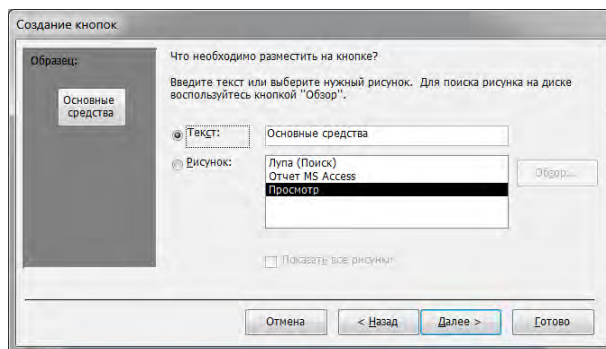 Создание кнопок
Образец:
Основные
средства
Что необходимо разместить на кнопке?
Введите текст или выберите нужный рисунок. Для поиска рисунка на диске
воспользуйтесь кнопкой "Обзор".
Текст:
Основные средства
Рисунок:
Лупа (Поиск)
Отчет MS Access
Просмотр
Обзор...
Показать все рисунки
Отмена
< Назад
Далее >
Готово